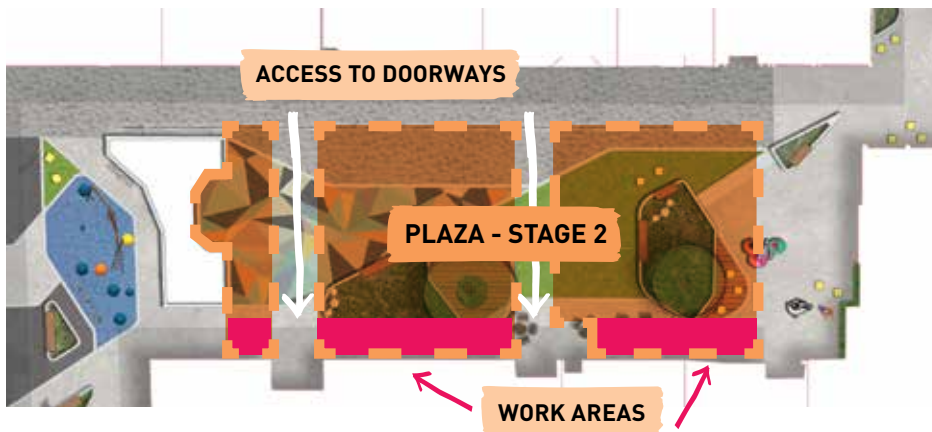 ACCESS TO DOORWAYS
PLAZA - STAGE 2
WORK AREAS